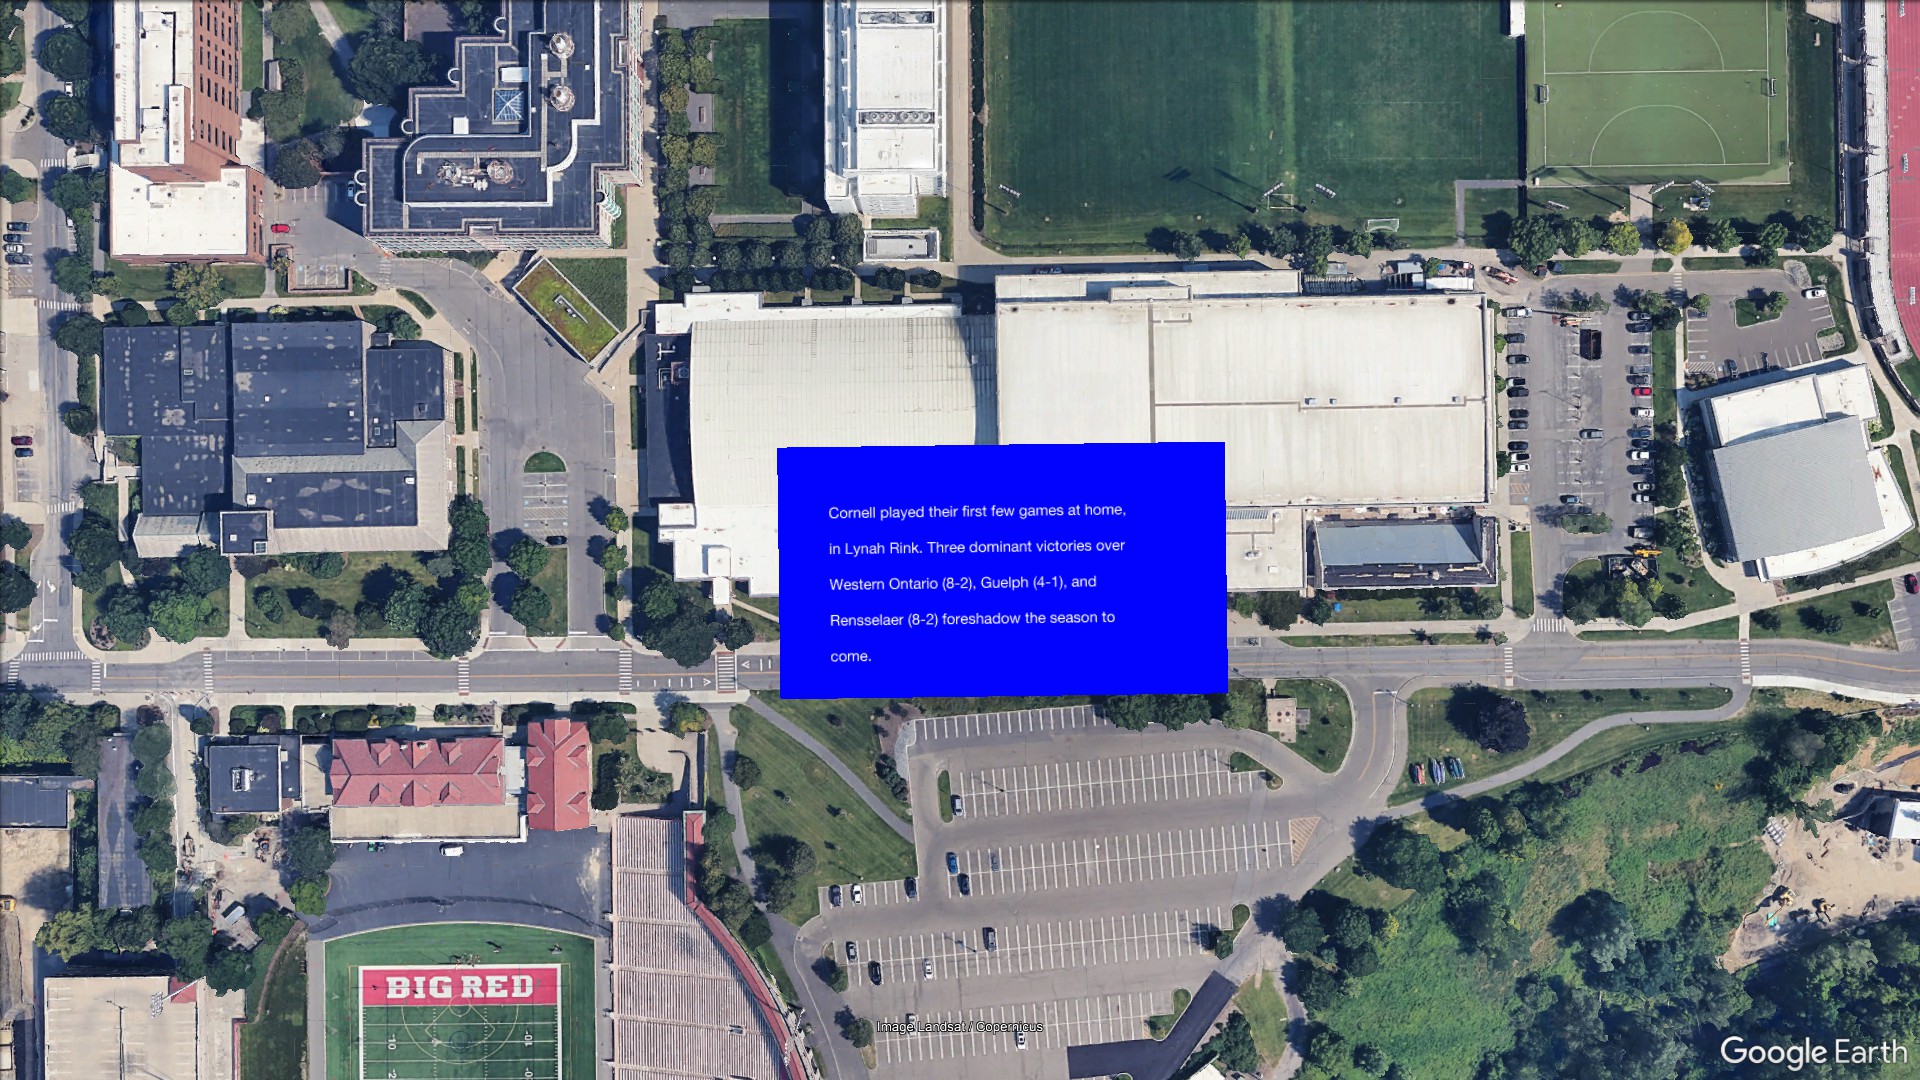 Cornell played their first few games at home,
in Lynah Rink. Three dominant victories over
Western Ontario (8-2), Guelph (4-1), and
Rensselaer (8-2) foreshadow the season to
come.
BIG RED
Image Landsat / Copernicus
Google Earth